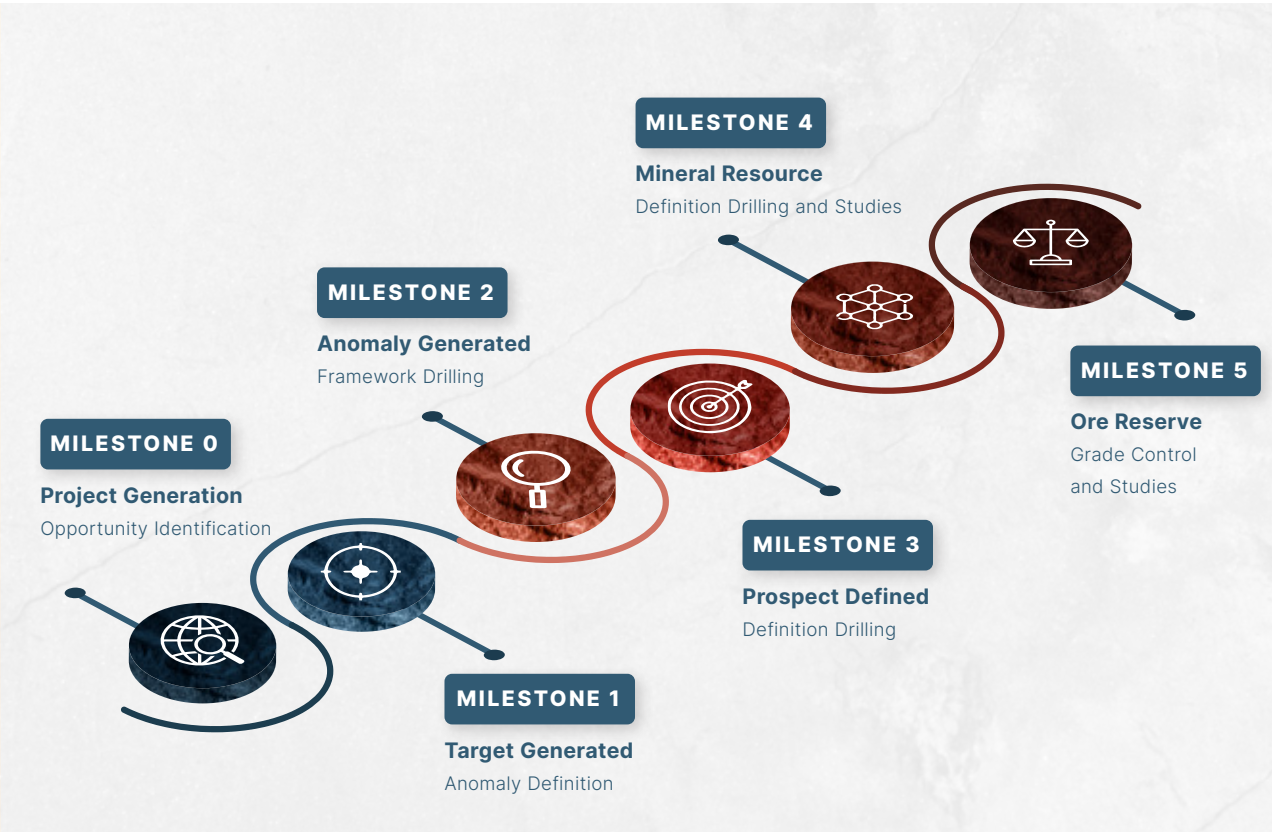 MILESTONE 0
Project Generation
Opportunity Identification
MILESTONE 1
Target Generated
Anomaly Definition
MILESTONE 2
Anomaly Generated
Framework Drilling
MILESTONE 3
Prospect Defined
Definition Drilling
MILESTONE 4
Mineral Resource
Definition Drilling and Studies
MILESTONE 5
Ore Reserve
Grade Control
and Studies